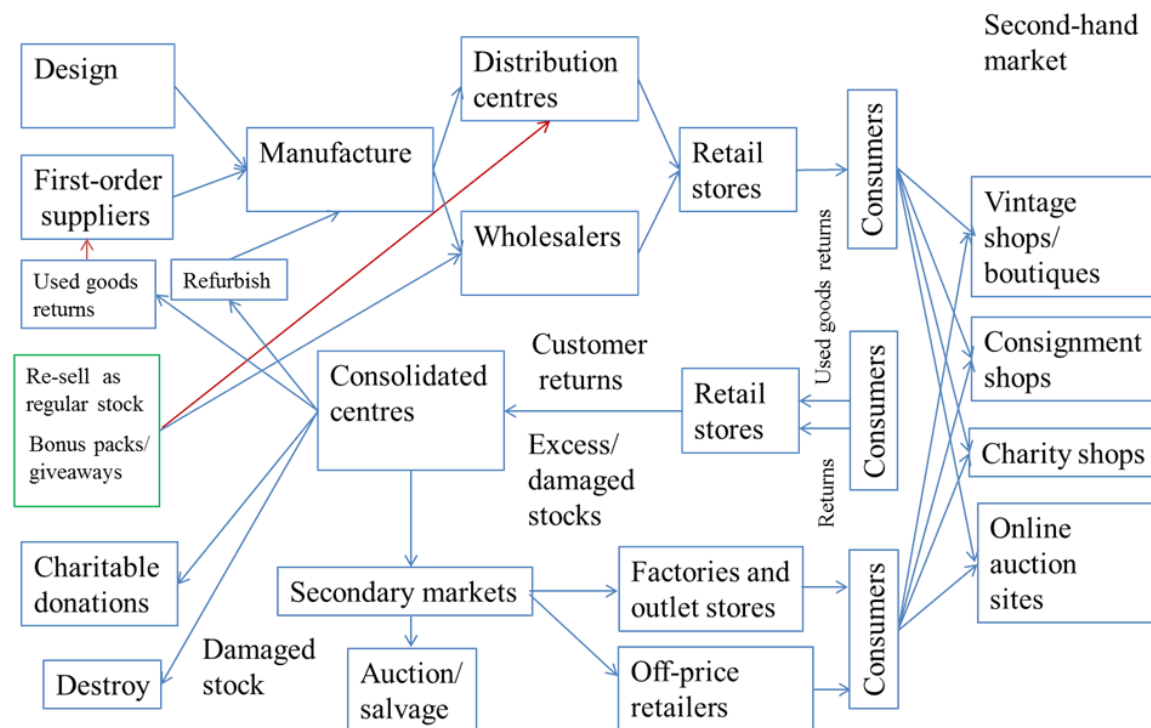 Second-hand
market
Design
Distribution
centres
Manufacture
First-order
suppliers
Retail
stores
Consumers
Vintage
shops/
boutiques
Wholesalers
Used goods
returns
Refurbish
Used goods returns
Consignment
shops
Re-sell as
regular stock
Bonus packs/
giveaways
Consolidated
centres
Customer
returns
Retail
stores
Consumers
Excess/
damaged
stocks
Returns
Charity shops
Online
auction
sites
Charitable
donations
Secondary markets
Factories and
outlet stores
Consumers
Destroy
Damaged
stock
Auction/
salvage
Off-price
retailers